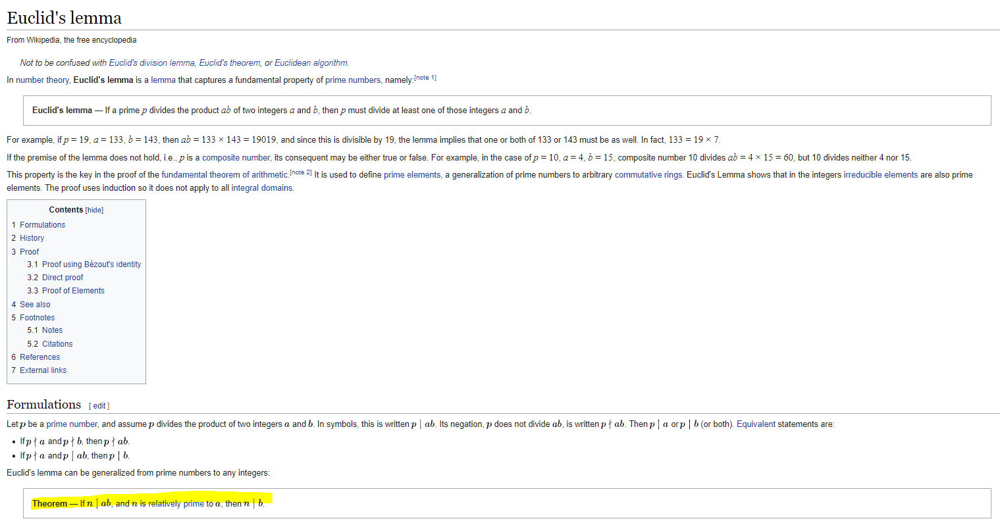 Euclid's lemma
From Wikipedia, the free encyclopedia
Not to be confused with Euclid's division lemma, Euclid's theorem, or Euclidean algorithm.
In number theory, Euclid's lemma is a lemma that captures a fundamental property of prime numbers, namely:[note 1]
Euclid's lemma — If a prime p divides the product ab of two integers a and b, then p must divide at least one of those integers a and b.
For example, if p = 19, a = 133, b = 143, then ab = 133 × 143 = 19019, and since this is divisible by 19, the lemma implies that one or both of 133 or 143 must be as well. In fact, 133 = 19 × 7.
If the premise of the lemma does not hold, i.e., p is a composite number, its consequent may be either true or false. For example, in the case of p = 10, a = 4, b = 15, composite number 10 divides ab = 4 × 15 = 60, but 10 divides neither 4 nor 15.
This property is the key in the proof of the fundamental theorem of arithmetic.[note 2] It is used to define prime elements, a generalization of prime numbers to arbitrary commutative rings. Euclid's Lemma shows that in the integers irreducible elements are also prime
elements. The proof uses induction so it does not apply to all integral domains.
Contents [hide]
1 Formulations
2 History
3 Proof
3.1 Proof using Bézout's identity
3.2 Direct proof
3.3 Proof of Elements
4 See also
5 Footnotes
5.1 Notes
5.2 Citations
6 References
7 External links
Formulations [ edit ]
Let p be a prime number, and assume p divides the product of two integers a and b. In symbols, this is written p | ab. Its negation, p does not divide ab, is written p ∤ ab. Then p | a or p | b (or both). Equivalent statements are:
• If p ∤ a and p ∤ b, then p ∤ ab.
• If p ∤ a and p | ab, then p | b.
Euclid's lemma can be generalized from prime numbers to any integers:
Theorem — If n | ab, and n is relatively prime to a, then n | b.